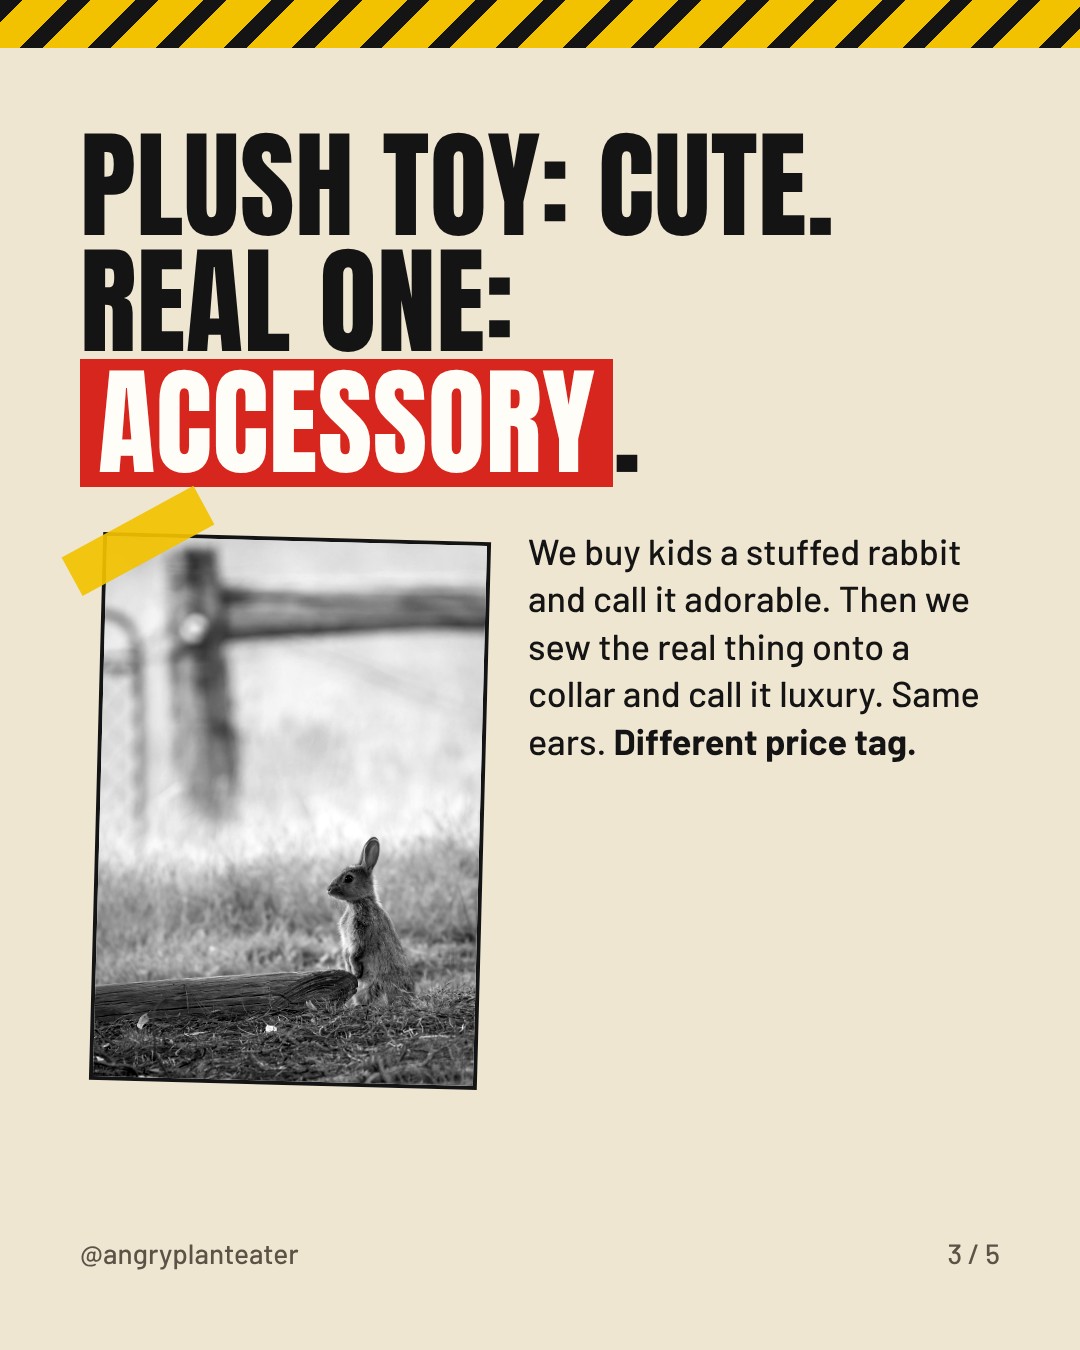 PLUSH TOY: CUTE.
REAL ONE:
ACCESSORY.
We buy kids a stuffed rabbit
and call it adorable. Then we
sew the real thing onto a
collar and call it luxury. Same
ears. Different price tag.
@angryplanteater
3 / 5